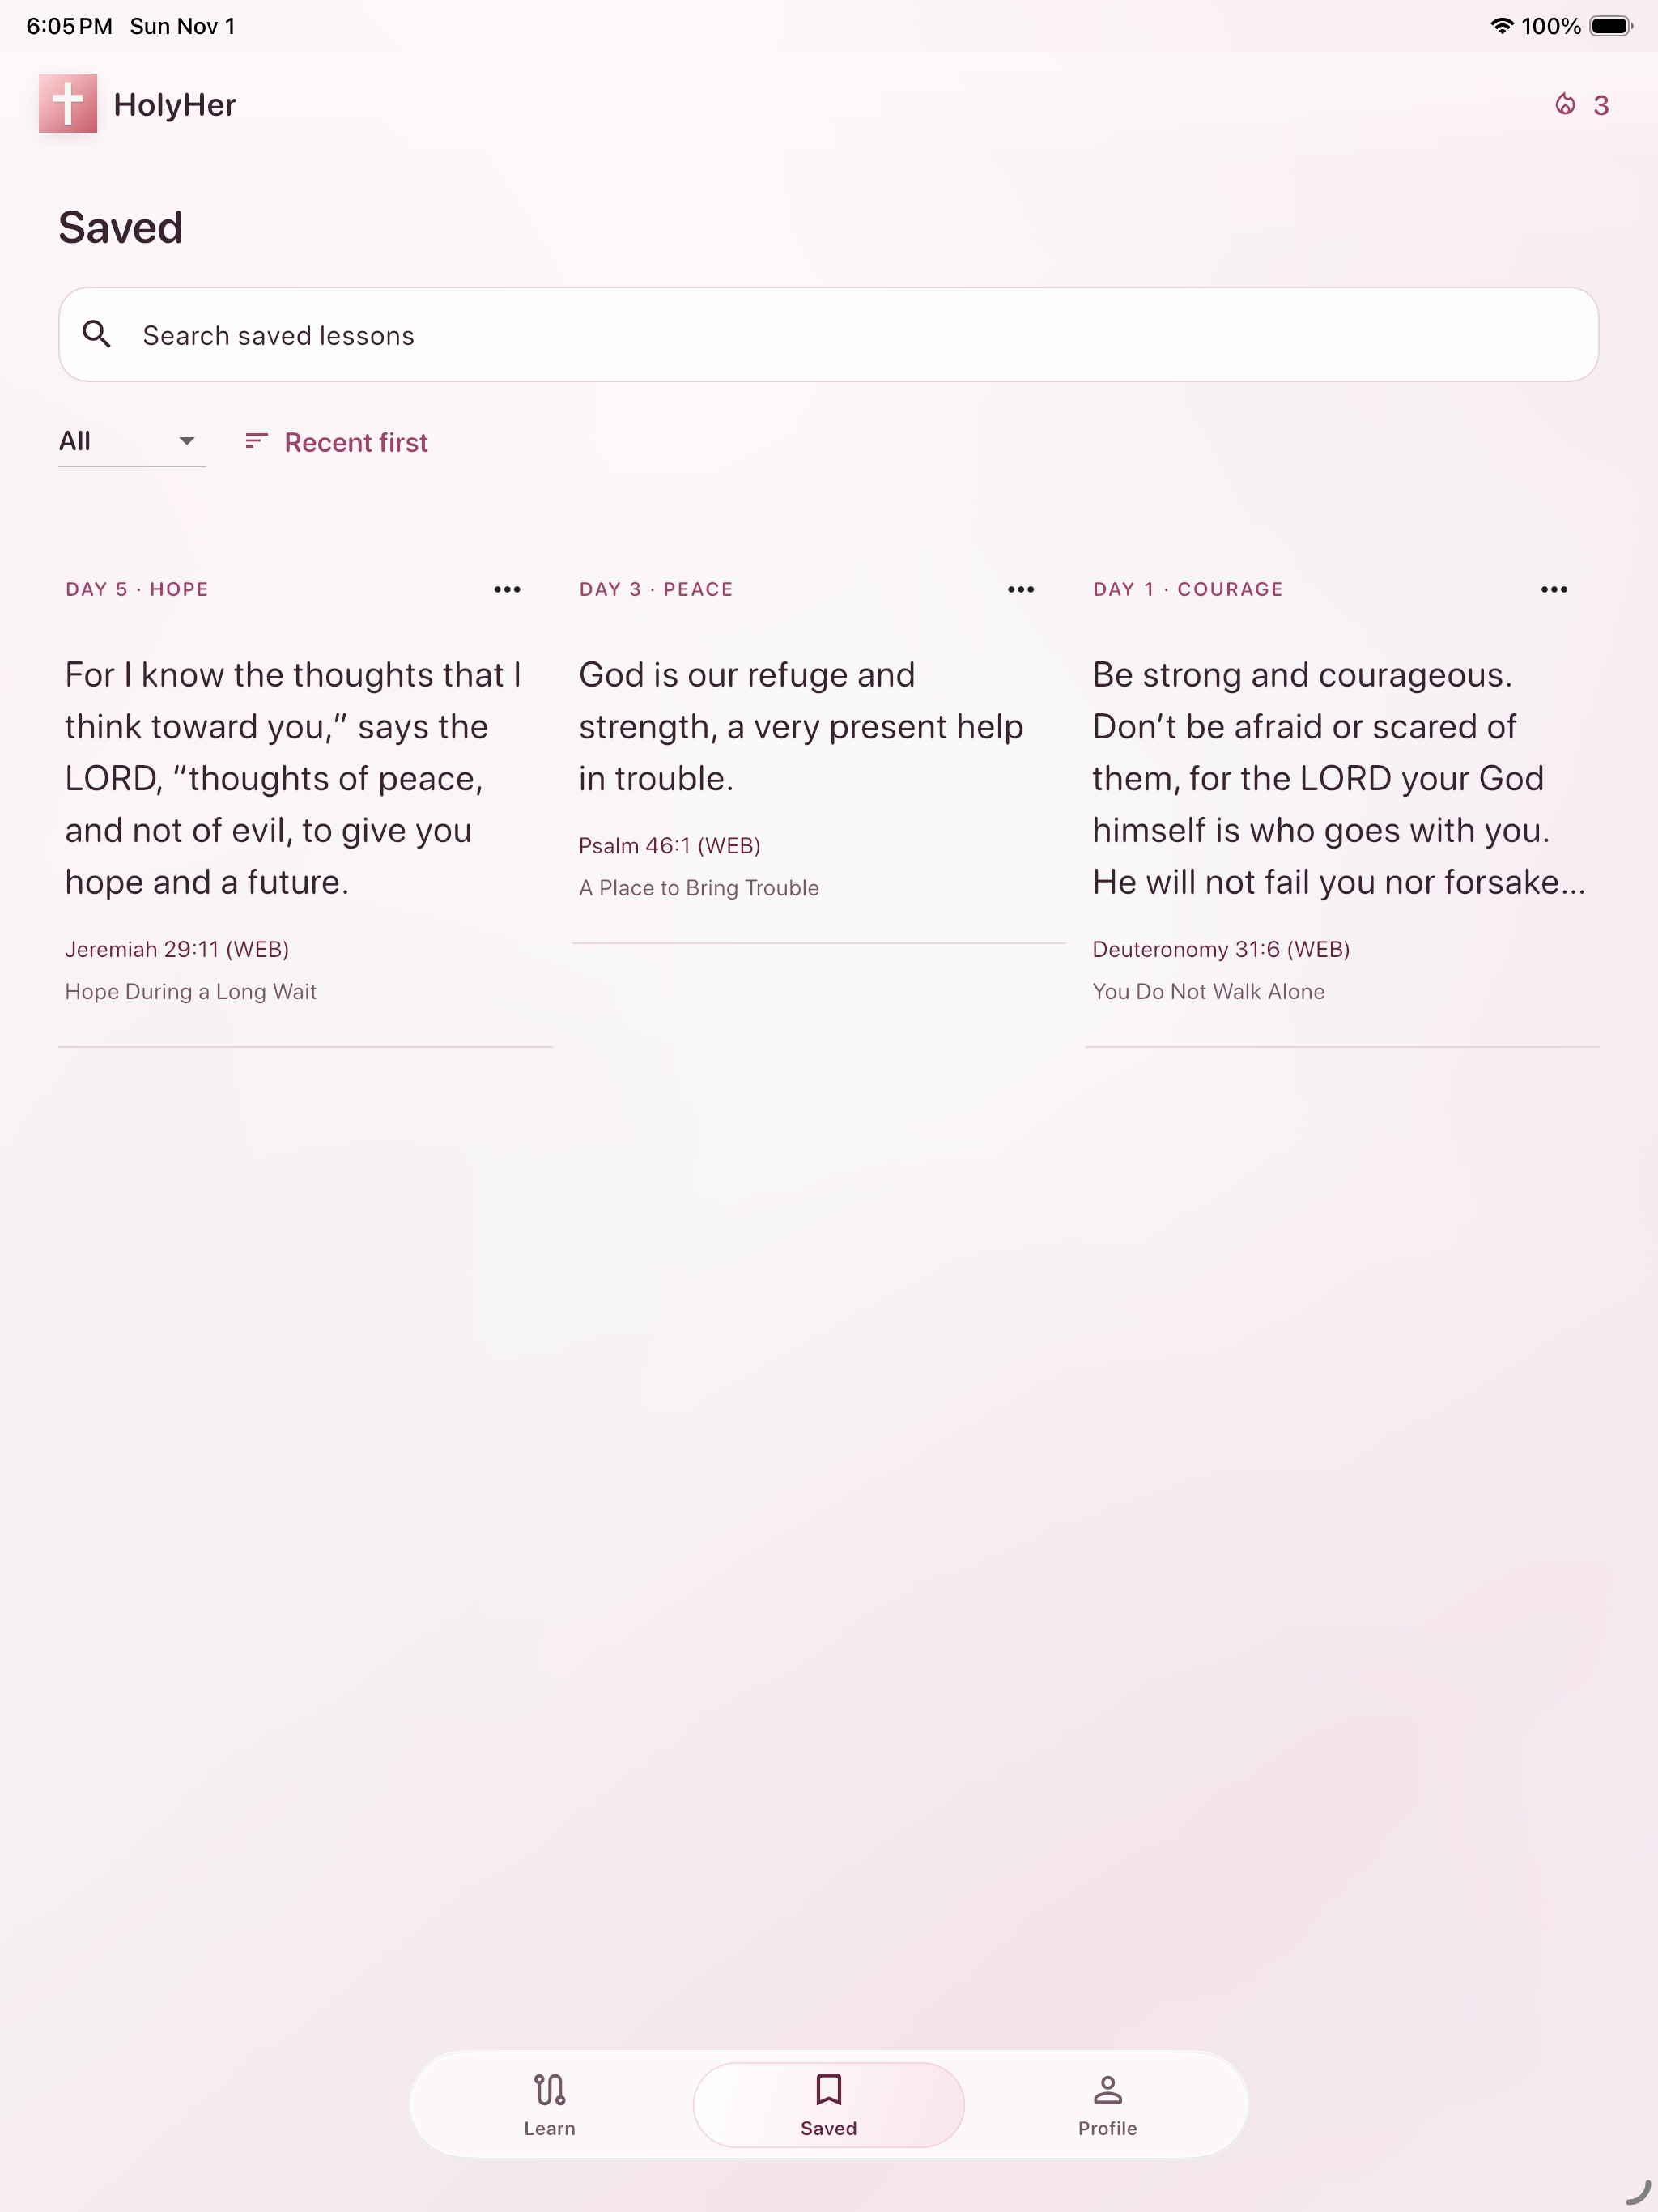 6:05 PM Sun Nov 1
100%
HolyHer
3
Saved
Search saved lessons
All
Recent first
DAY 5 · HOPE
For I know the thoughts that I
think toward you,” says the
LORD, “thoughts of peace,
and not of evil, to give you
hope and a future.
Jeremiah 29:11 (WEB)
Hope During a Long Wait
DAY 3 · PEACE
God is our refuge and
strength, a very present help
in trouble.
Psalm 46:1 (WEB)
A Place to Bring Trouble
DAY 1 · COURAGE
Be strong and courageous.
Don’t be afraid or scared of
them, for the LORD your God
himself is who goes with you.
He will not fail you nor forsake...
Deuteronomy 31:6 (WEB)
You Do Not Walk Alone
Learn
Saved
Profile